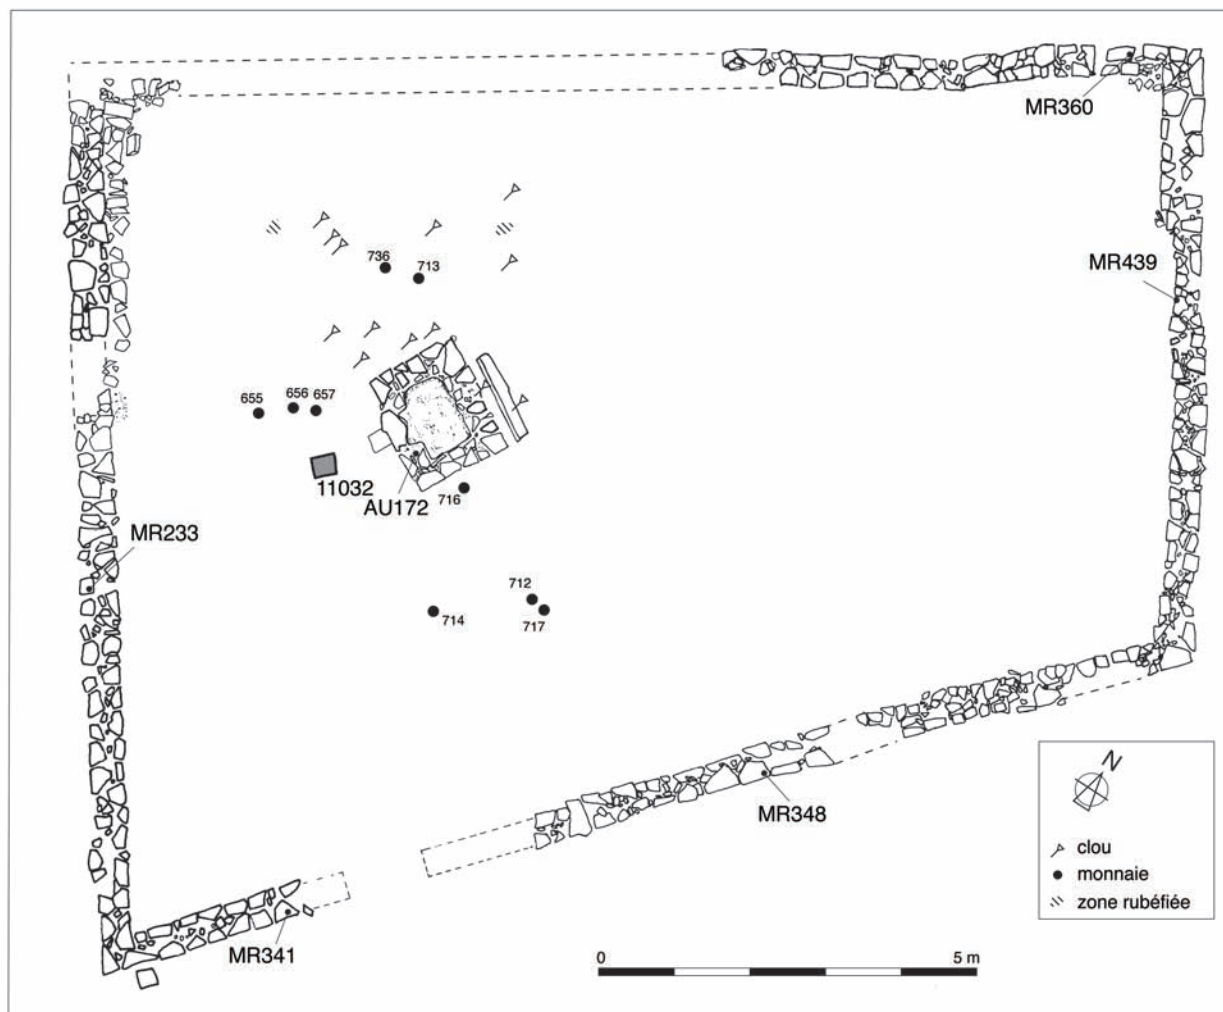 MR360
MR439
736
713
655
656
657
11032
AU172
716
MR233
712
714
717
MR348
MR341
N
clou
monnaie
zone rubéfiée
0
5 m